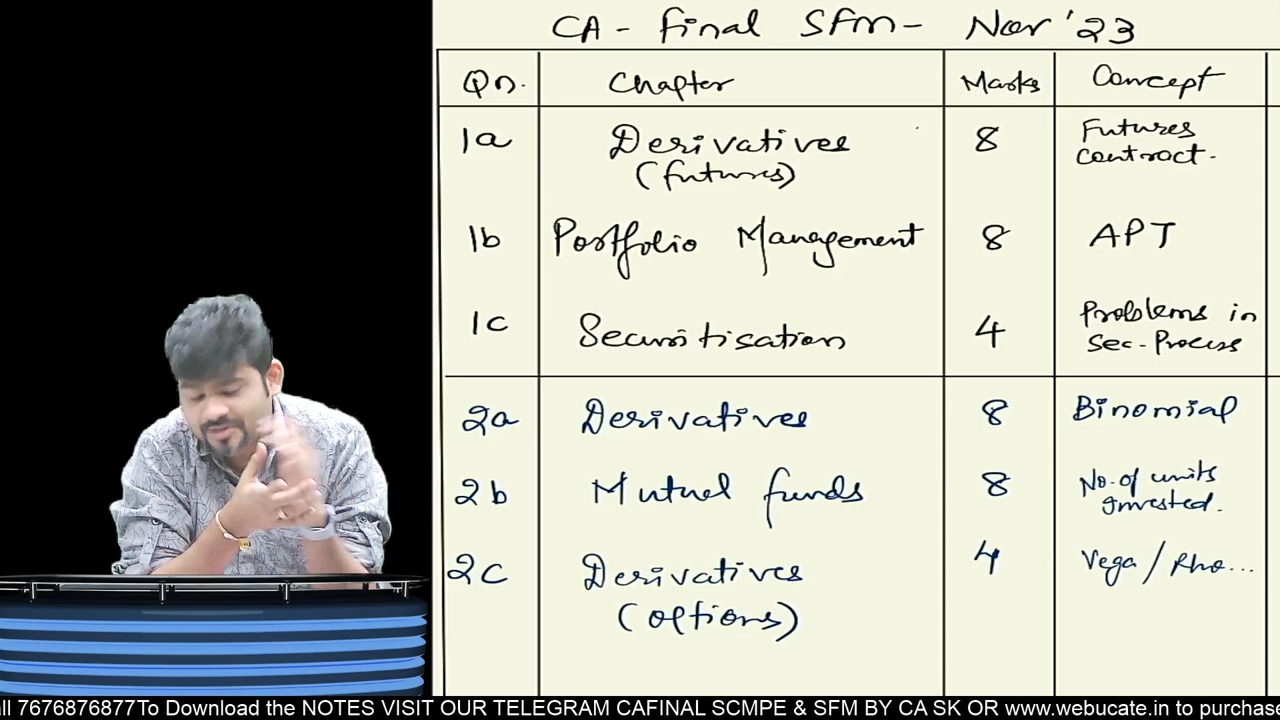 CA - Final SFM - Nov '23
Qn. Chapter Marks Concept
1a Derivatives (futures) 8 Futures contract.
1b Portfolio Management 8 APT
1c Securitisation 4 Problems in Sec-Process
2a Derivatives 8 Binomial
2b Mutual funds 8 No. of units invested.
2c Derivatives (options) 4 Vega / Rho...
ll 7676876877To Download the NOTES VISIT OUR TELEGRAM CAFINAL SCMPE & SFM BY CA SK OR www.webucate.in to purchase